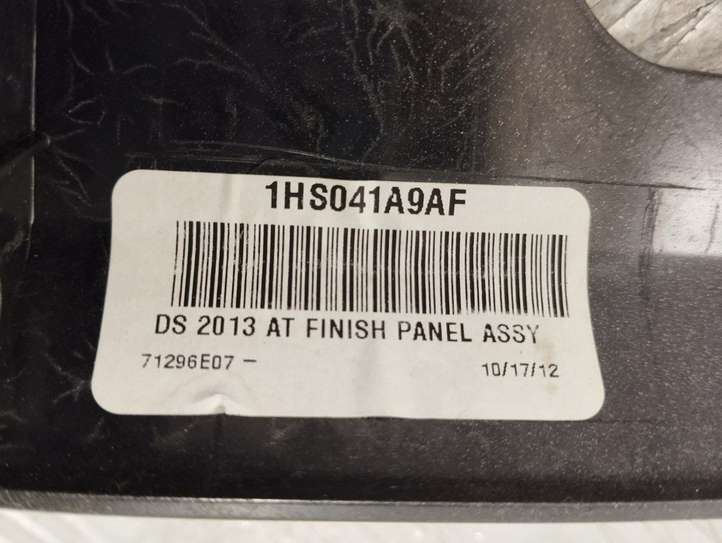 1HS041A9AF
DS 2013 AT FINISH PANEL ASSY
71296E07 -
10/17/12